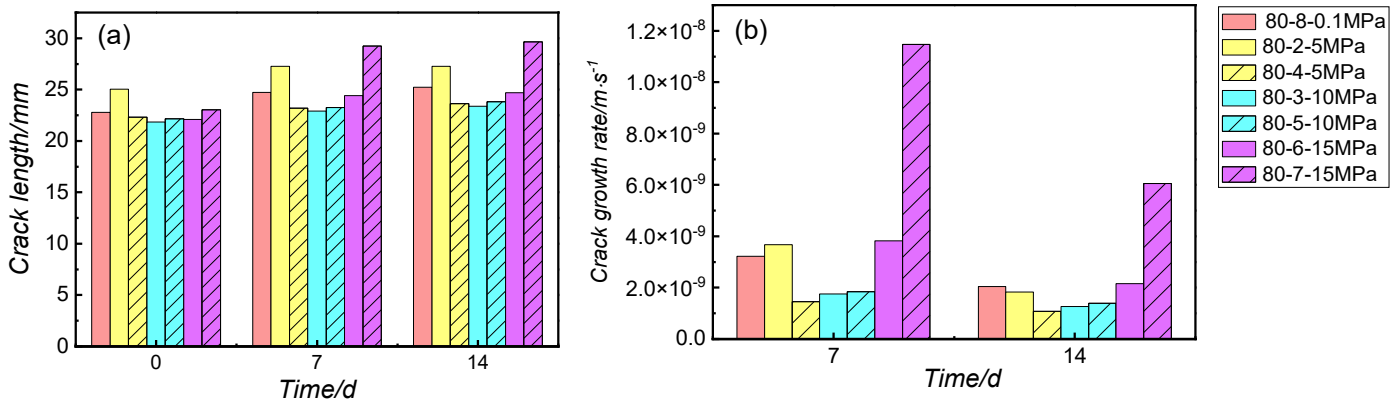 (a)
Crack length/mm
30
25
20
15
10
5
0
0 7 14
Time/d
(b)
Crack growth rate/m·s⁻¹
1.2×10⁻⁸
1.0×10⁻⁸
8.0×10⁻⁹
6.0×10⁻⁹
4.0×10⁻⁹
2.0×10⁻⁹
0.0
7 14
Time/d
80-8-0.1MPa
80-2-5MPa
80-4-5MPa
80-3-10MPa
80-5-10MPa
80-6-15MPa
80-7-15MPa